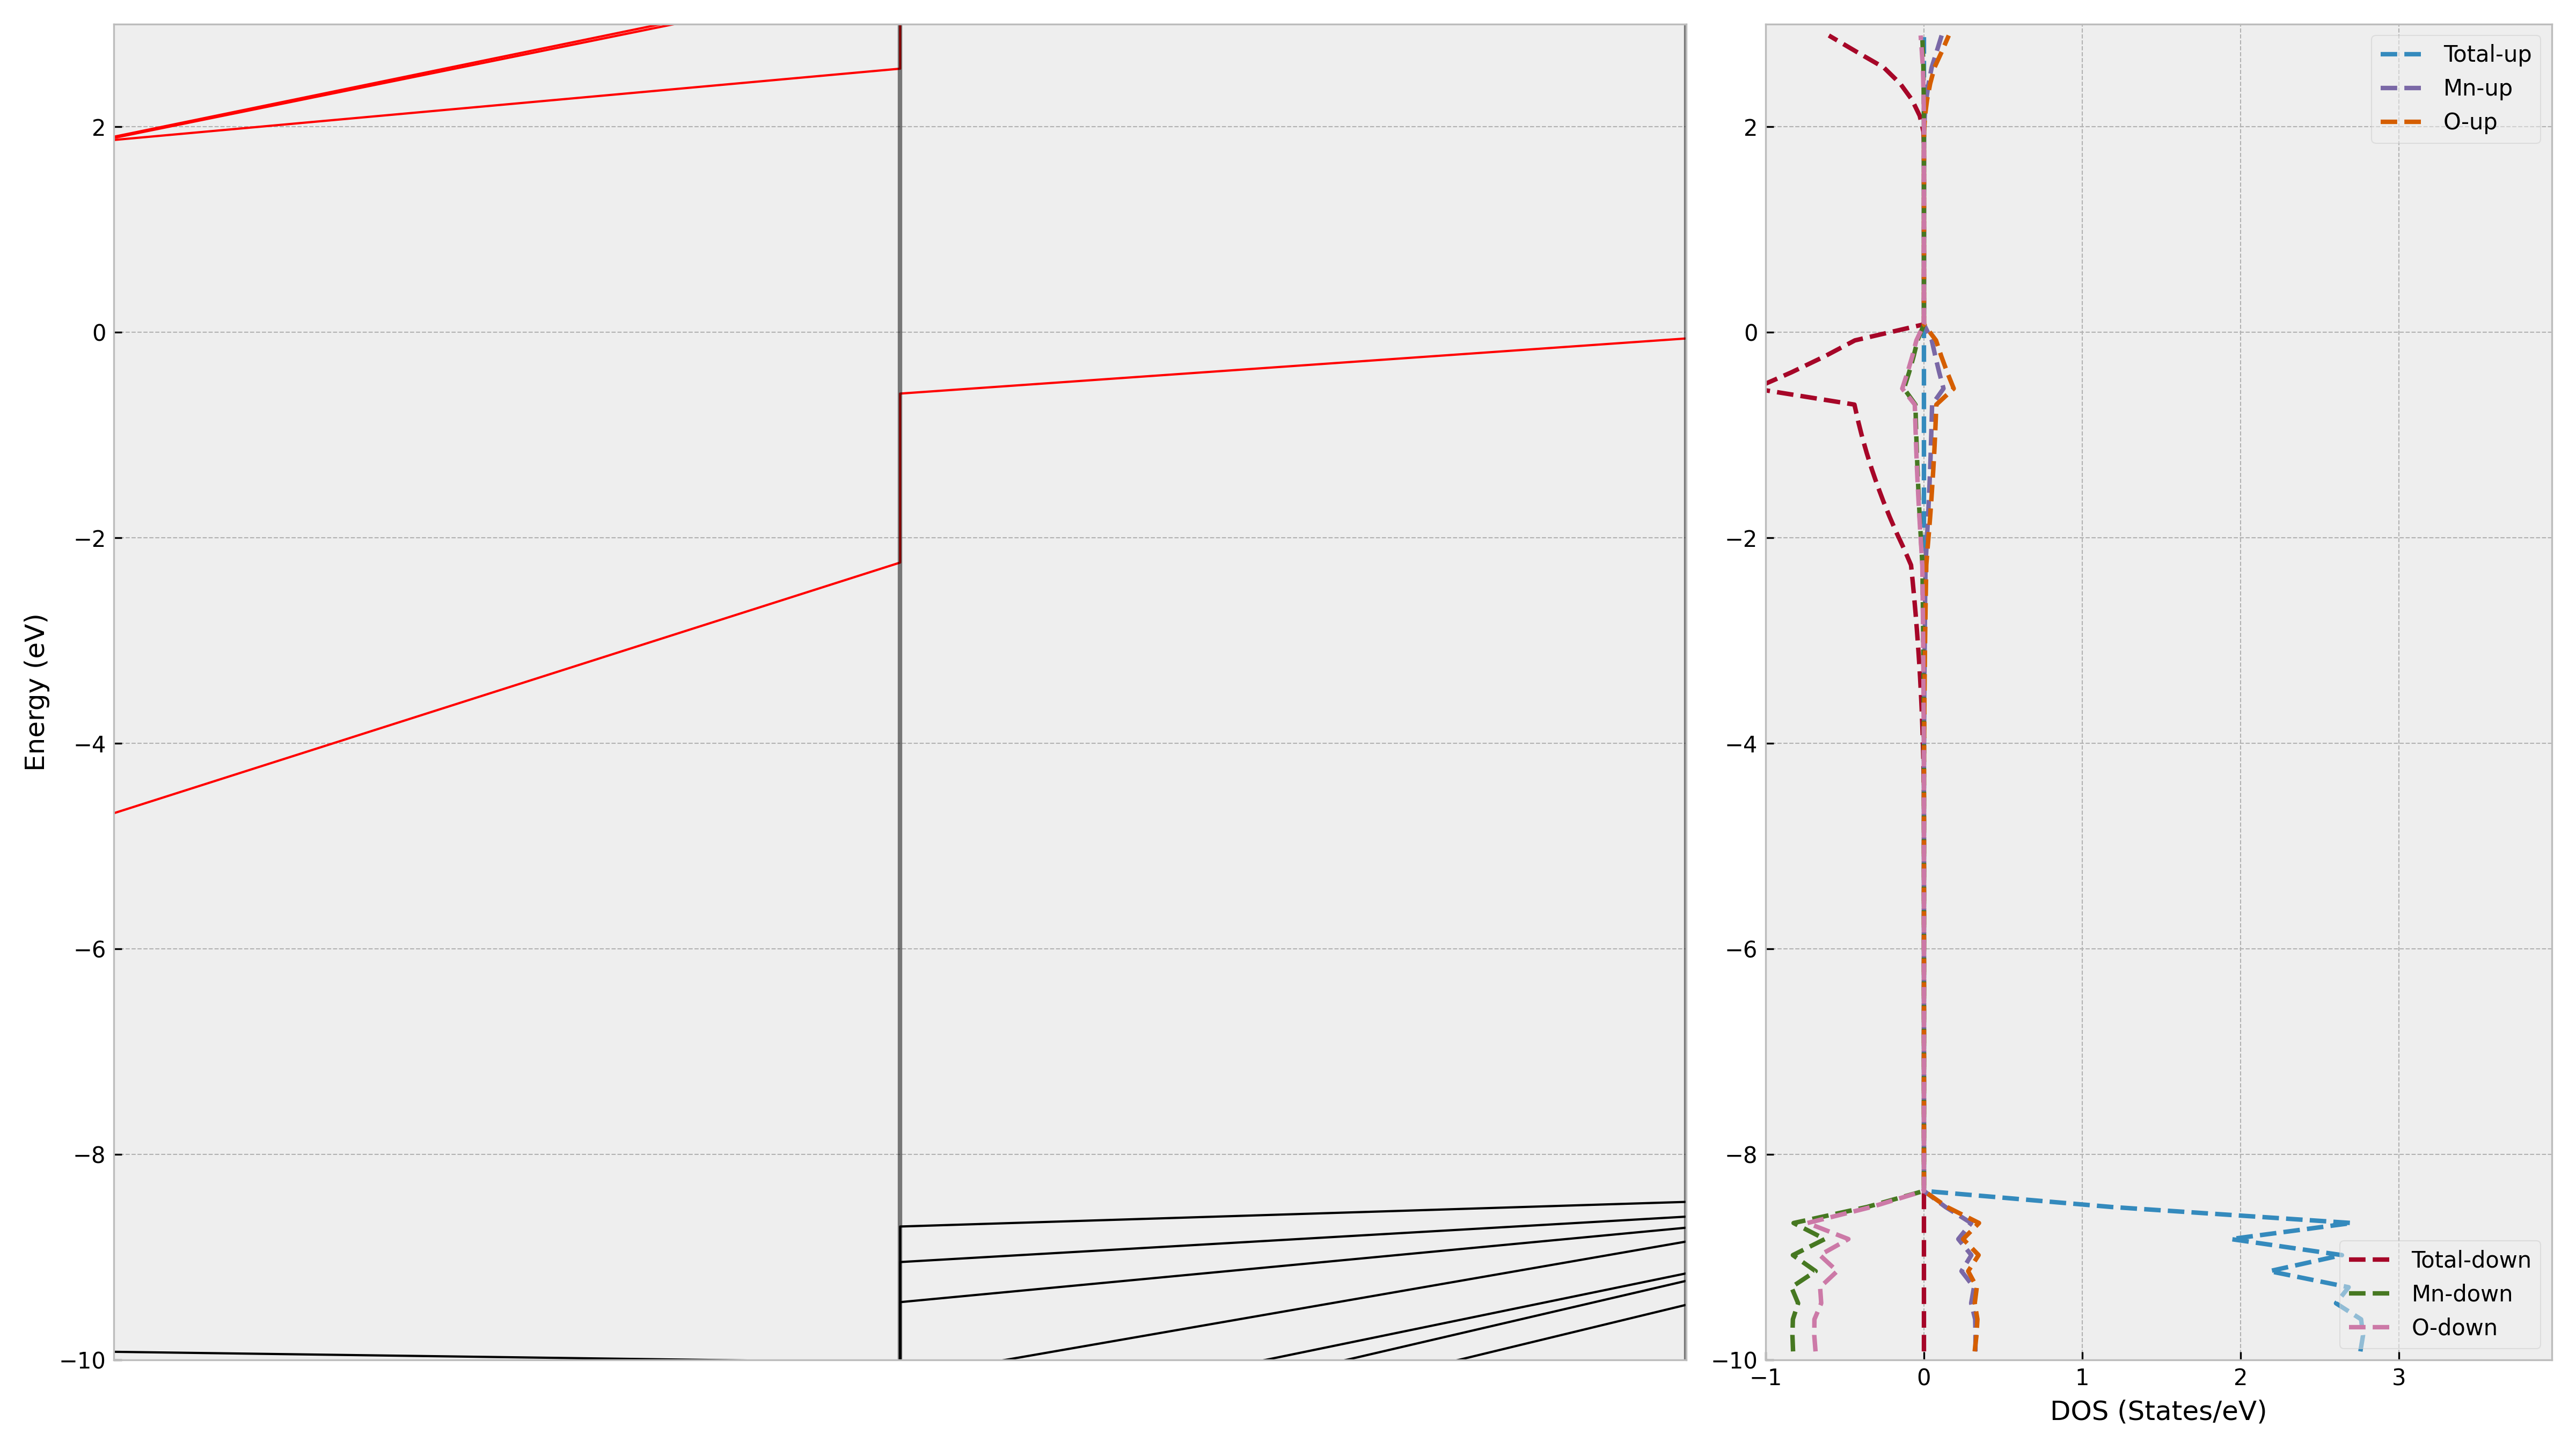 Energy (eV)
2
0
−2
−4
−6
−8
−10
2
0
−2
−4
−6
−8
−10
Total-up
Mn-up
O-up
Total-down
Mn-down
O-down
−1 0 1 2 3
DOS (States/eV)